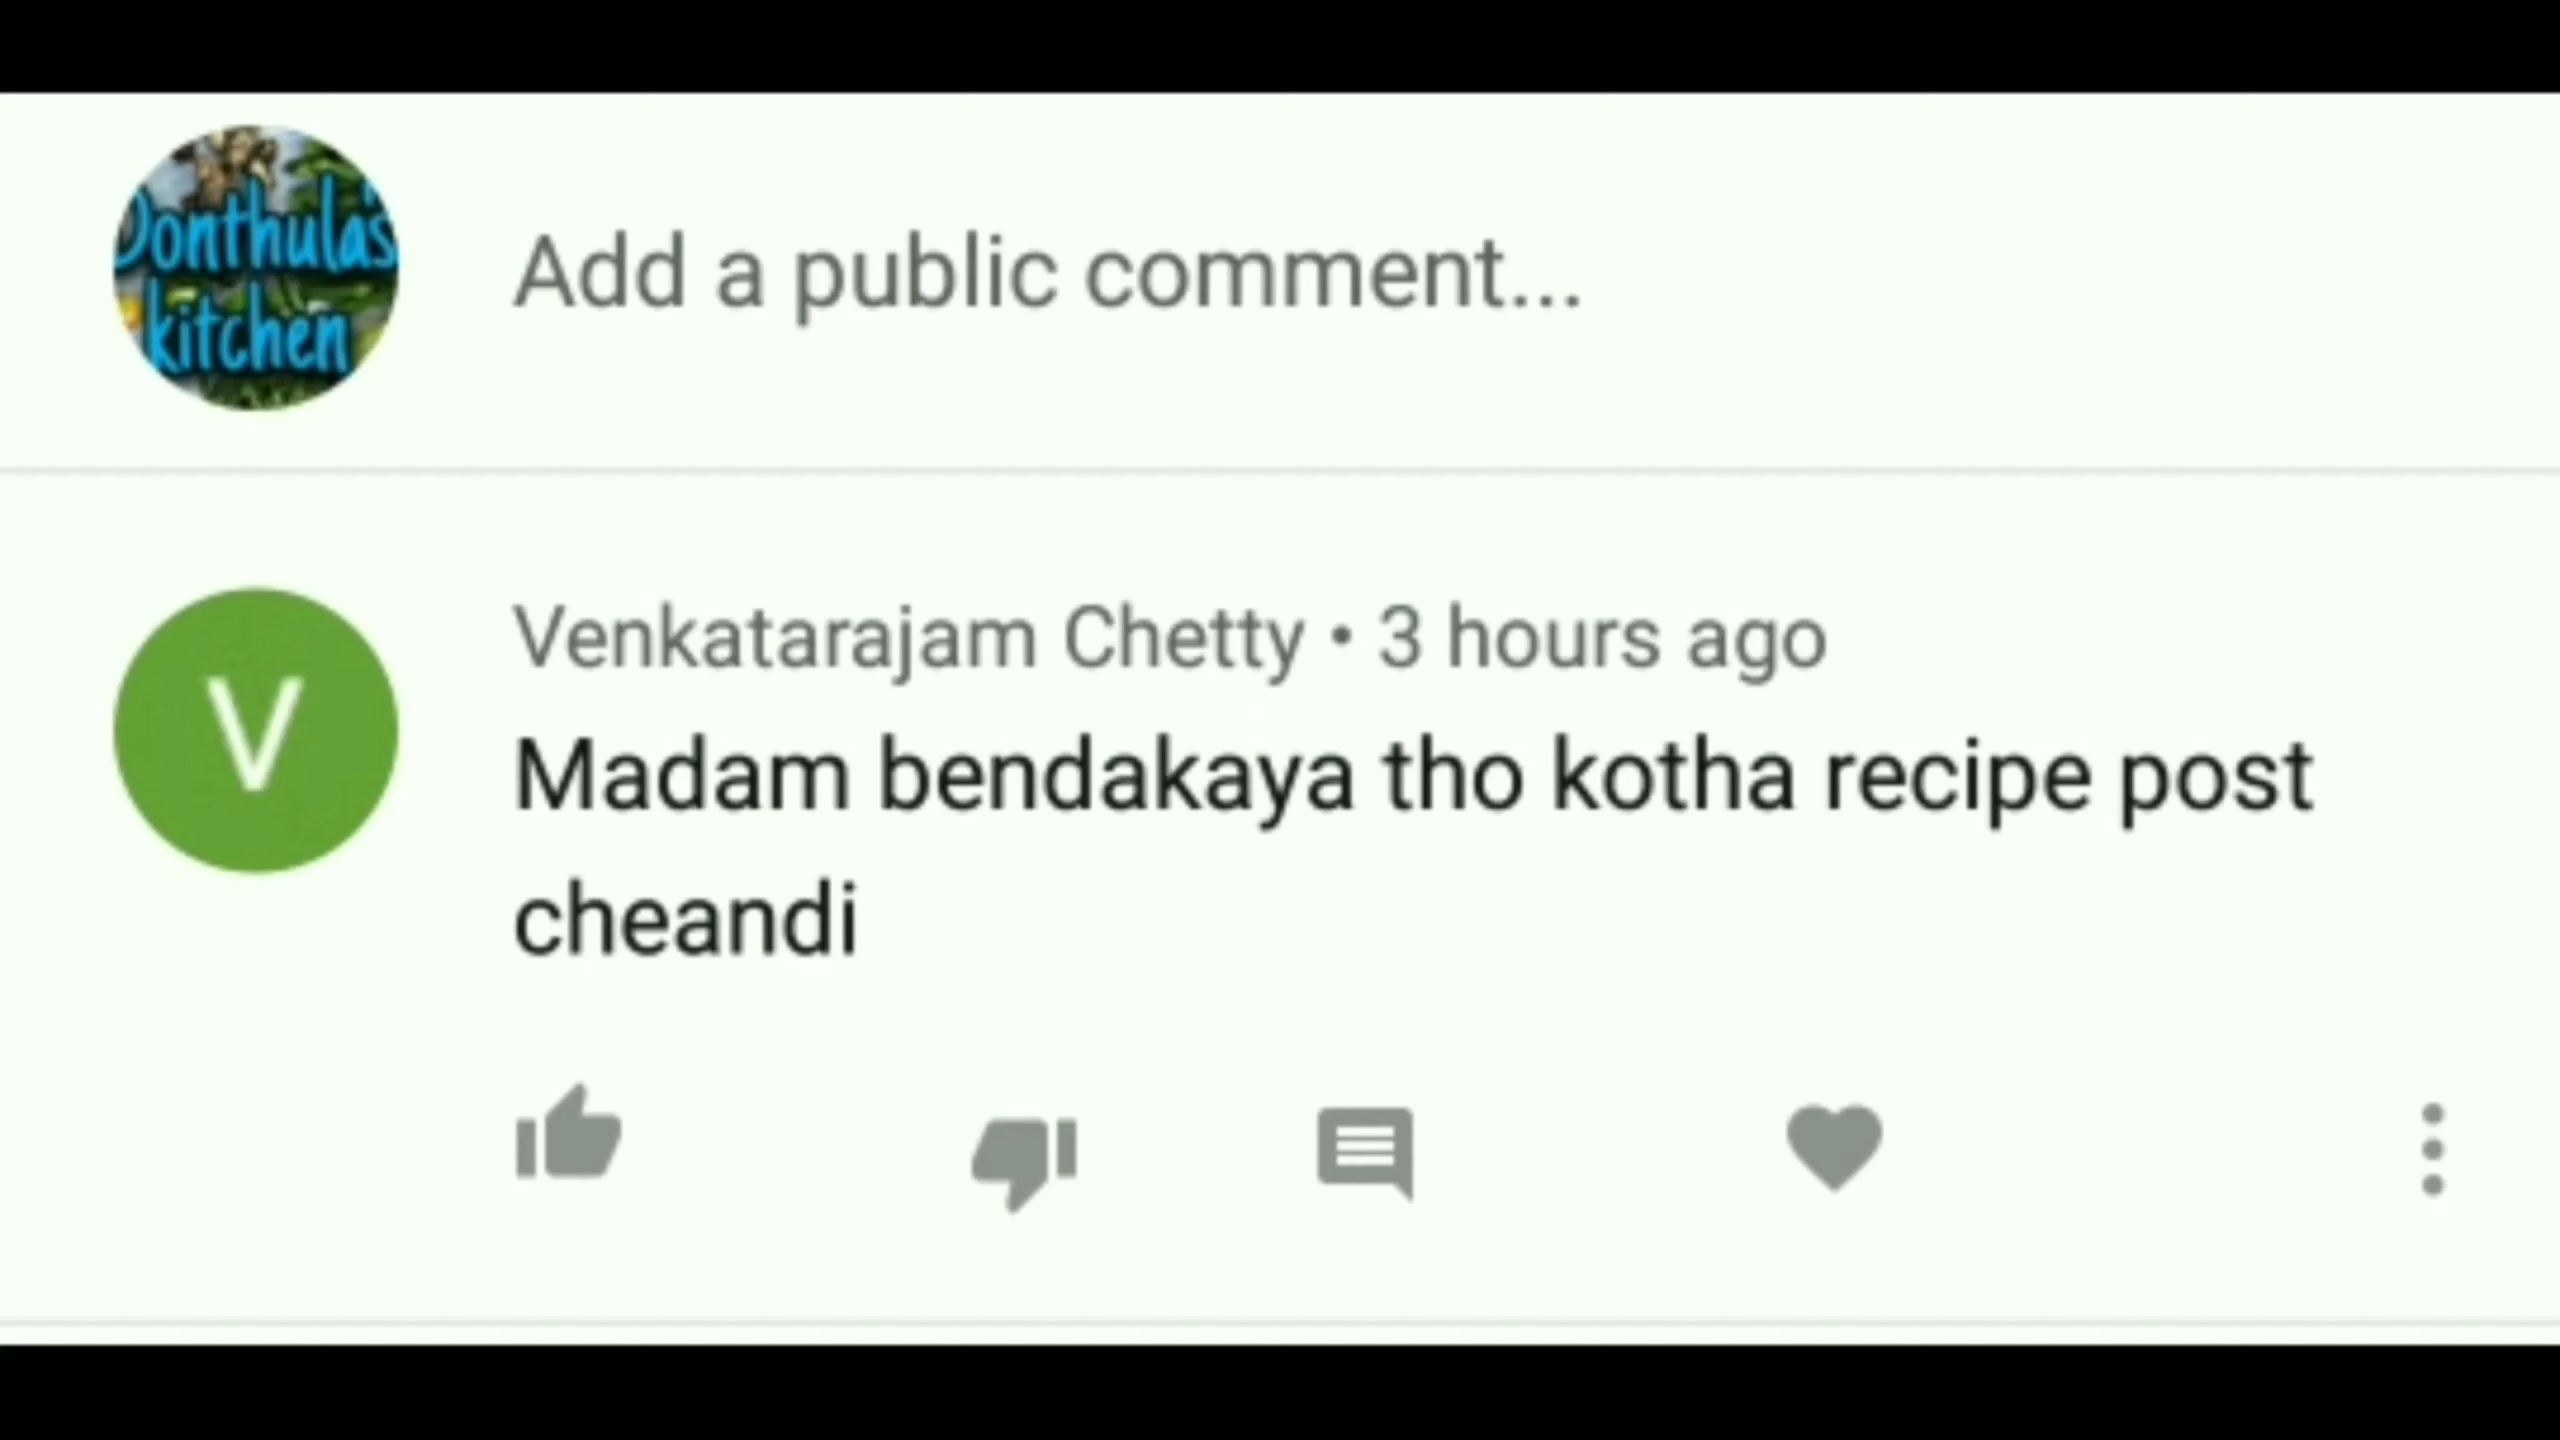 Donthula's
kitchen
Add a public comment...
V
Venkatarajam Chetty • 3 hours ago
Madam bendakaya tho kotha recipe post
cheandi